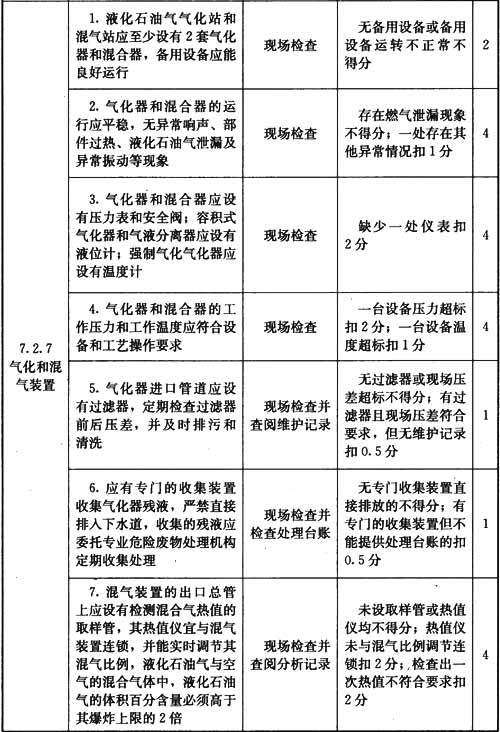 7.2.7
气化和混
气装置
1. 液化石油气气化站和
混气站应至少设有2套气化
器和混合器，备用设备应能
良好运行
现场检查
无备用设备或备用
设备运转不正常不
得分
2
2. 气化器和混合器的运
行应平稳，无异常响声、部
件过热、液化石油气泄漏及
异常振动等现象
现场检查
存在燃气泄漏现象
不得分；一处存在其
他异常情况扣1分
4
3. 气化器和混合器应设
有压力表和安全阀；容积式
气化器和气液分离器应设有
液位计；强制气化气化器应
设有温度计
现场检查
缺少一处仪表扣
2分
4
4. 气化器和混合器的工
作压力和工作温度应符合设
备和工艺操作要求
现场检查
一台设备压力超标
扣2分；一台设备温
度超标扣1分
4
5. 气化器进口管道应设
有过滤器，定期检查过滤器
前后压差，并及时排污和
清洗
现场检查并
查阅维护记录
无过滤器或现场压
差超标不得分；有过
滤器且现场压差符合
要求，但无维护记录
扣0.5分
1
6. 应有专门的收集装置
收集气化器残液，严禁直接
排入下水道，收集的残液应
委托专业危险废物处理机构
定期收集处理
现场检查并
检查处理台账
无专门收集装置直
接排放的不得分；有
专门的收集装置但不
能提供处理台账的扣
0.5分
1
7. 混气装置的出口总管
上应设有检测混合气热值的
取样管，其热值仪宜与混气
装置连锁，并能实时调节其
混气比例，液化石油气与空
气的混合气体中，液化石油
气的体积百分含量必须高于
其爆炸上限的2倍
现场检查并
查阅分析记录
未设取样管或热值
仪均不得分；热值仪
未与混气比例调节连
锁扣2分；检查出一
次热值不符合要求扣
2分
4